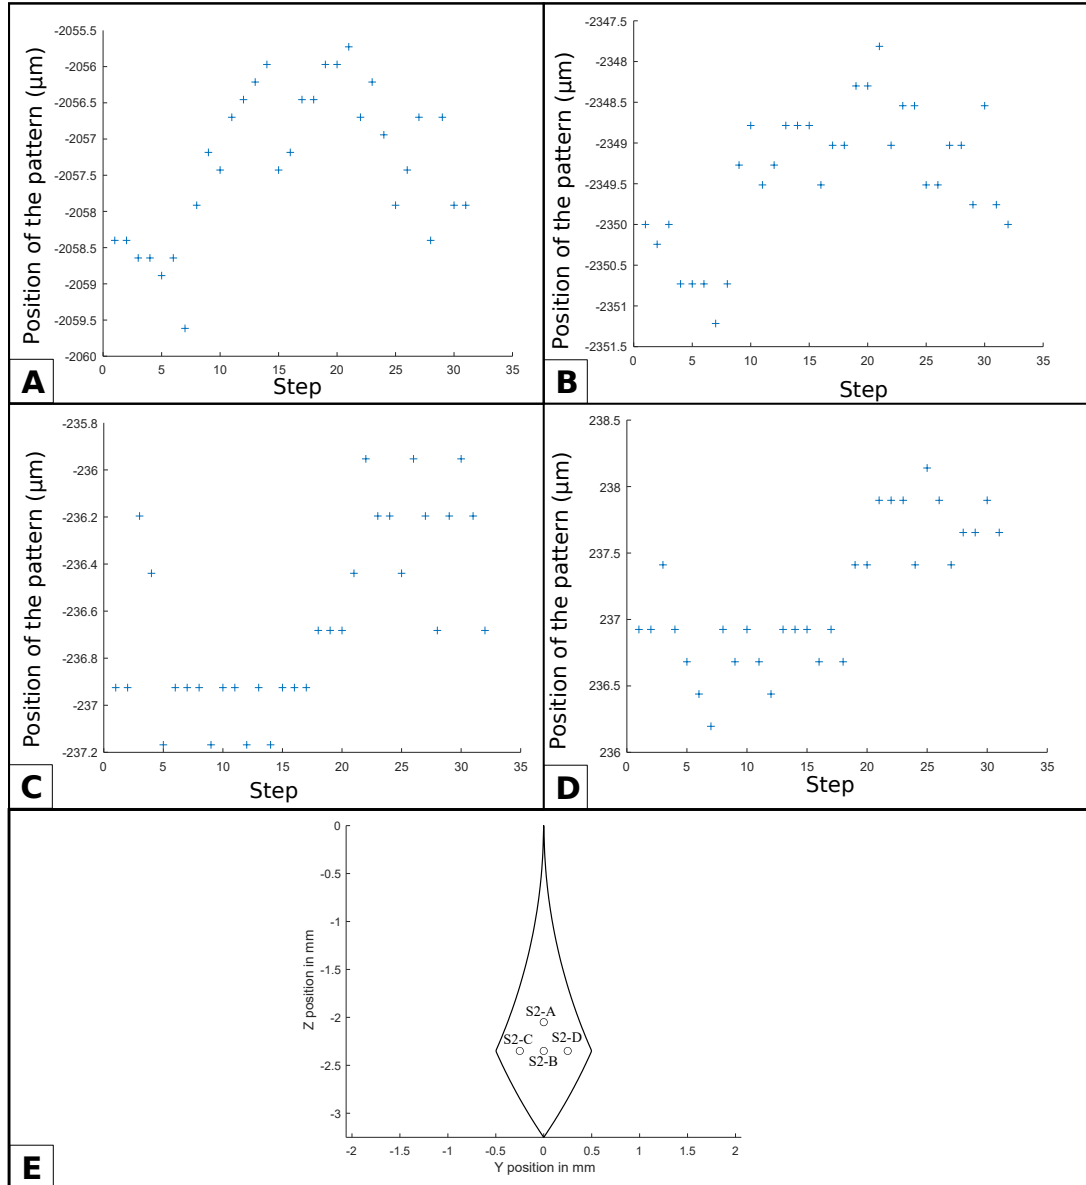 Position of the pattern (µm)
-2055.5
-2056
-2056.5
-2057
-2057.5
-2058
-2058.5
-2059
-2059.5
-2060
0 5 10 15 20 25 30 35
Step
A
Position of the pattern (µm)
-2347.5
-2348
-2348.5
-2349
-2349.5
-2350
-2350.5
-2351
-2351.5
0 5 10 15 20 25 30 35
Step
B
Position of the pattern (µm)
-235.8
-236
-236.2
-236.4
-236.6
-236.8
-237
-237.2
0 5 10 15 20 25 30 35
Step
C
Position of the pattern (µm)
238.5
238
237.5
237
236.5
236
0 5 10 15 20 25 30 35
Step
D
Z position in mm
0
-0.5
-1
-1.5
-2
-2.5
-3
S2-A
S2-C S2-D
S2-B
-2 -1.5 -1 -0.5 0 0.5 1 1.5 2
Y position in mm
E